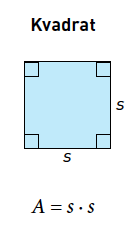 Kvadrat
s
s
A = s · s